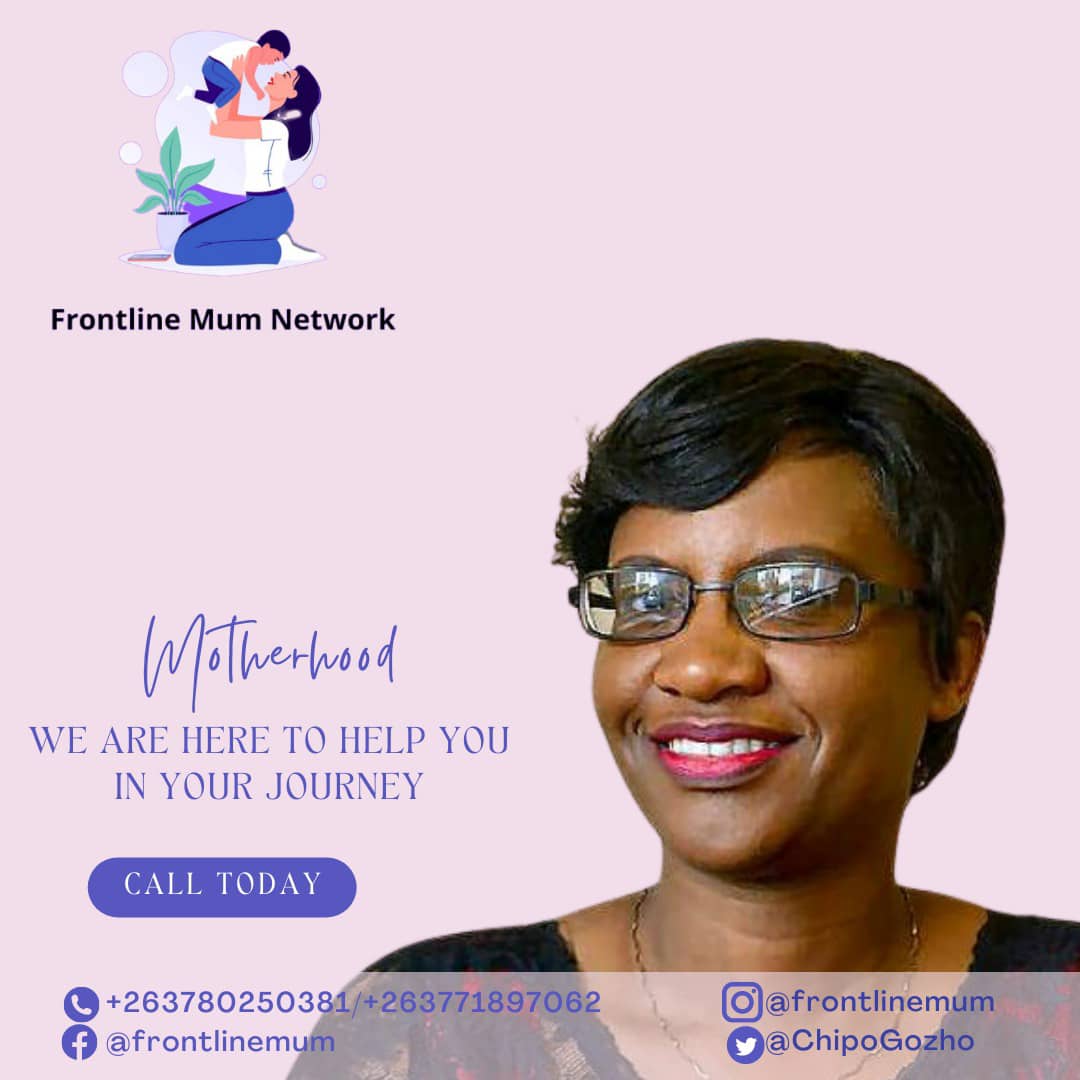 Frontline Mum Network
Motherhood
WE ARE HERE TO HELP YOU
IN YOUR JOURNEY
CALL TODAY
+263780250381/+263771897062
@frontlinemum
@frontlinemum
@ChipoGozho